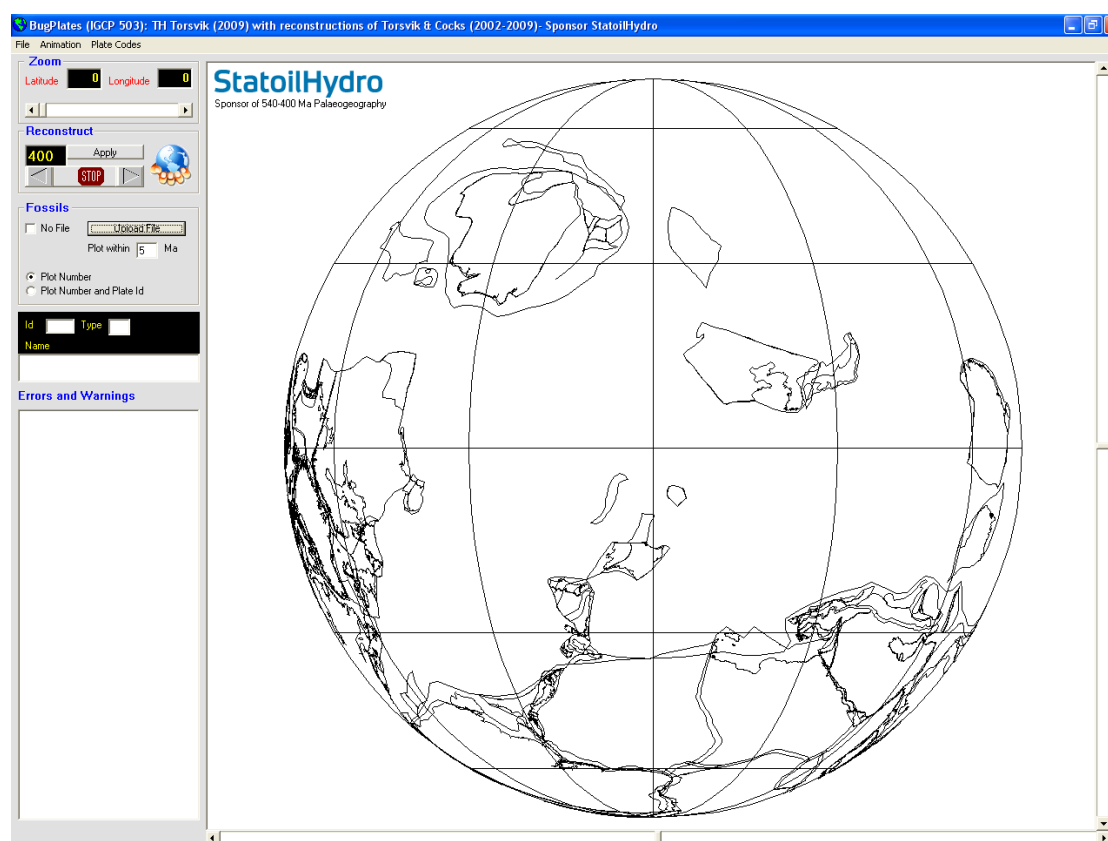 BugPlates (IGCP 503): TH Torsvik (2009) with reconstructions of Torsvik & Cocks (2002-2009)- Sponsor StatoilHydro
File Animation Plate Codes
Zoom
Latitude 0 Longitude 0
Reconstruct
400 Apply
STOP
Fossils
No File Upload File
Plot within 5 Ma
Plot Number
Plot Number and Plate Id
Id Type
Name
Errors and Warnings
StatoilHydro
Sponsor of 540-400 Ma Palaeogeography